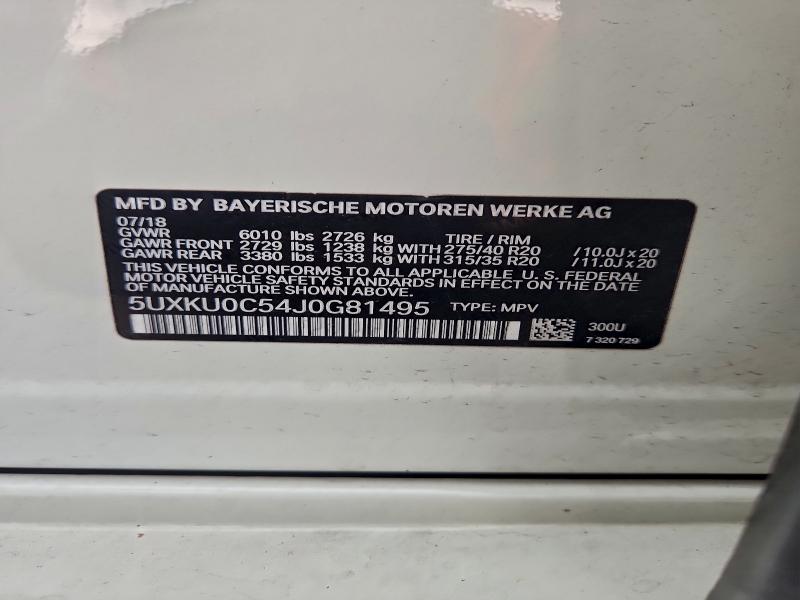 MFD BY BAYERISCHE MOTOREN WERKE AG
07/18
GVWR 6010 lbs 2726 kg TIRE / RIM
GAWR FRONT 2729 lbs 1238 kg WITH 275/40 R20 / 10.0J x 20
GAWR REAR 3380 lbs 1533 kg WITH 315/35 R20 / 11.0J x 20
THIS VEHICLE CONFORMS TO ALL APPLICABLE U. S. FEDERAL
MOTOR VEHICLE SAFETY STANDARDS IN EFFECT ON THE DATE
OF MANUFACTURE SHOWN ABOVE.
5UXKU0C54J0G81495 TYPE: MPV
300U
7 320 729